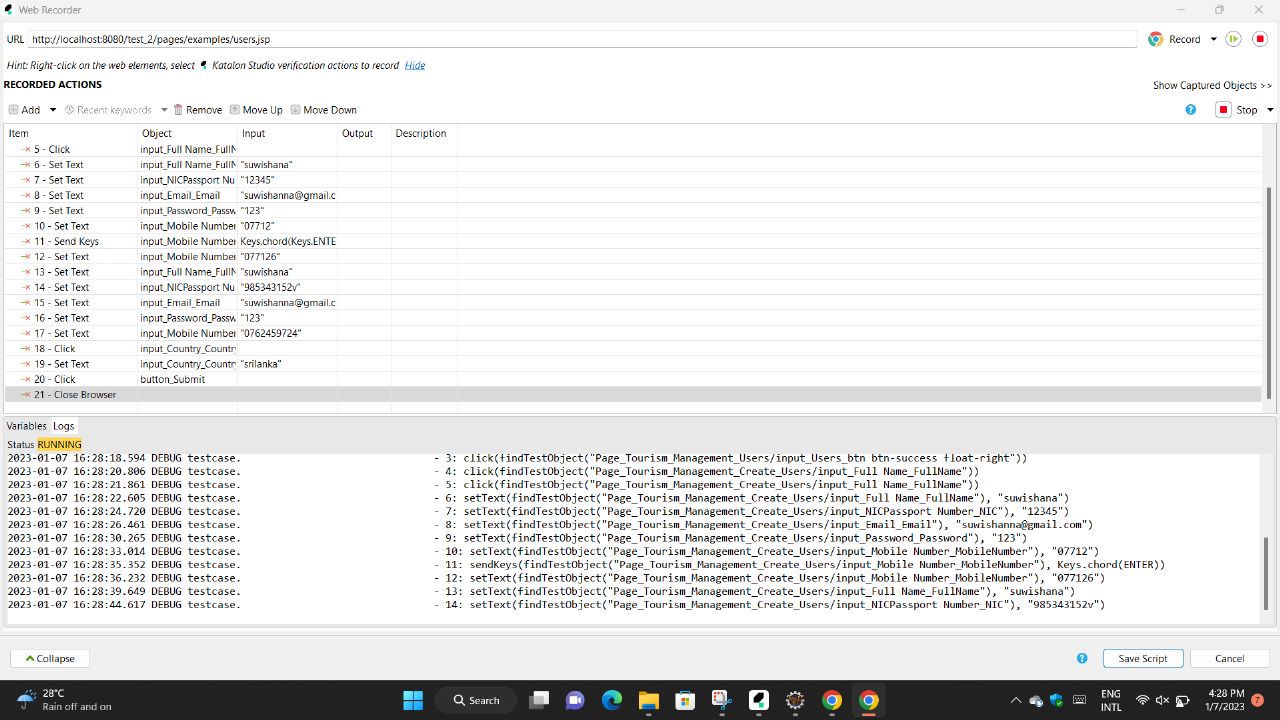 Web Recorder
URL http://localhost:8080/test_2/pages/examples/users.jsp Record
Hint: Right-click on the web elements, select Katalon Studio verification actions to record Hide
RECORDED ACTIONS Show Captured Objects >>
Add Recent keywords Remove Move Up Move Down ? Stop
Item Object Input Output Description
5 - Click input_Full Name_FullN
6 - Set Text input_Full Name_FullN "suwishana"
7 - Set Text input_NICPassport Nu "12345"
8 - Set Text input_Email_Email "suwishanna@gmail.c
9 - Set Text input_Password_Passw "123"
10 - Set Text input_Mobile Number "07712"
11 - Send Keys input_Mobile Number Keys.chord(Keys.ENTE
12 - Set Text input_Mobile Number "077126"
13 - Set Text input_Full Name_FullN "suwishana"
14 - Set Text input_NICPassport Nu "985343152v"
15 - Set Text input_Email_Email "suwishanna@gmail.c
16 - Set Text input_Password_Passw "123"
17 - Set Text input_Mobile Number "0762459724"
18 - Click input_Country_Country
19 - Set Text input_Country_Country "srilanka"
20 - Click button_Submit
21 - Close Browser
Variables Logs
Status RUNNING
2023-01-07 16:28:18.594 DEBUG testcase. - 3: click(findTestObject("Page_Tourism_Management_Users/input_Users_btn btn-success float-right"))
2023-01-07 16:28:20.806 DEBUG testcase. - 4: click(findTestObject("Page_Tourism_Management_Create_Users/input_Full Name_FullName"))
2023-01-07 16:28:21.861 DEBUG testcase. - 5: click(findTestObject("Page_Tourism_Management_Create_Users/input_Full Name_FullName"))
2023-01-07 16:28:22.605 DEBUG testcase. - 6: setText(findTestObject("Page_Tourism_Management_Create_Users/input_Full Name_FullName"), "suwishana")
2023-01-07 16:28:24.720 DEBUG testcase. - 7: setText(findTestObject("Page_Tourism_Management_Create_Users/input_NICPassport Number_NIC"), "12345")
2023-01-07 16:28:26.461 DEBUG testcase. - 8: setText(findTestObject("Page_Tourism_Management_Create_Users/input_Email_Email"), "suwishanna@gmail.com")
2023-01-07 16:28:30.265 DEBUG testcase. - 9: setText(findTestObject("Page_Tourism_Management_Create_Users/input_Password_Password"), "123")
2023-01-07 16:28:33.014 DEBUG testcase. - 10: setText(findTestObject("Page_Tourism_Management_Create_Users/input_Mobile Number_MobileNumber"), "07712")
2023-01-07 16:28:35.352 DEBUG testcase. - 11: sendKeys(findTestObject("Page_Tourism_Management_Create_Users/input_Mobile Number_MobileNumber"), Keys.chord(ENTER))
2023-01-07 16:28:36.232 DEBUG testcase. - 12: setText(findTestObject("Page_Tourism_Management_Create_Users/input_Mobile Number_MobileNumber"), "077126")
2023-01-07 16:28:39.649 DEBUG testcase. - 13: setText(findTestObject("Page_Tourism_Management_Create_Users/input_Full Name_FullName"), "suwishana")
2023-01-07 16:28:44.617 DEBUG testcase. - 14: setText(findTestObject("Page_Tourism_Management_Create_Users/input_NICPassport Number_NIC"), "985343152v")
Collapse ? Save Script Cancel
28°C
Rain off and on
Search
ENG
INTL
4:28 PM
1/7/2023
7